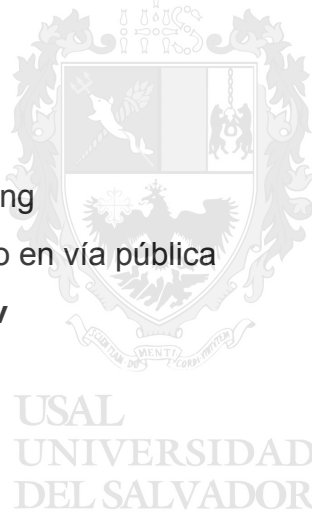 ng
o en vía pública
v
USAL
UNIVERSIDAD
DEL SALVADOR